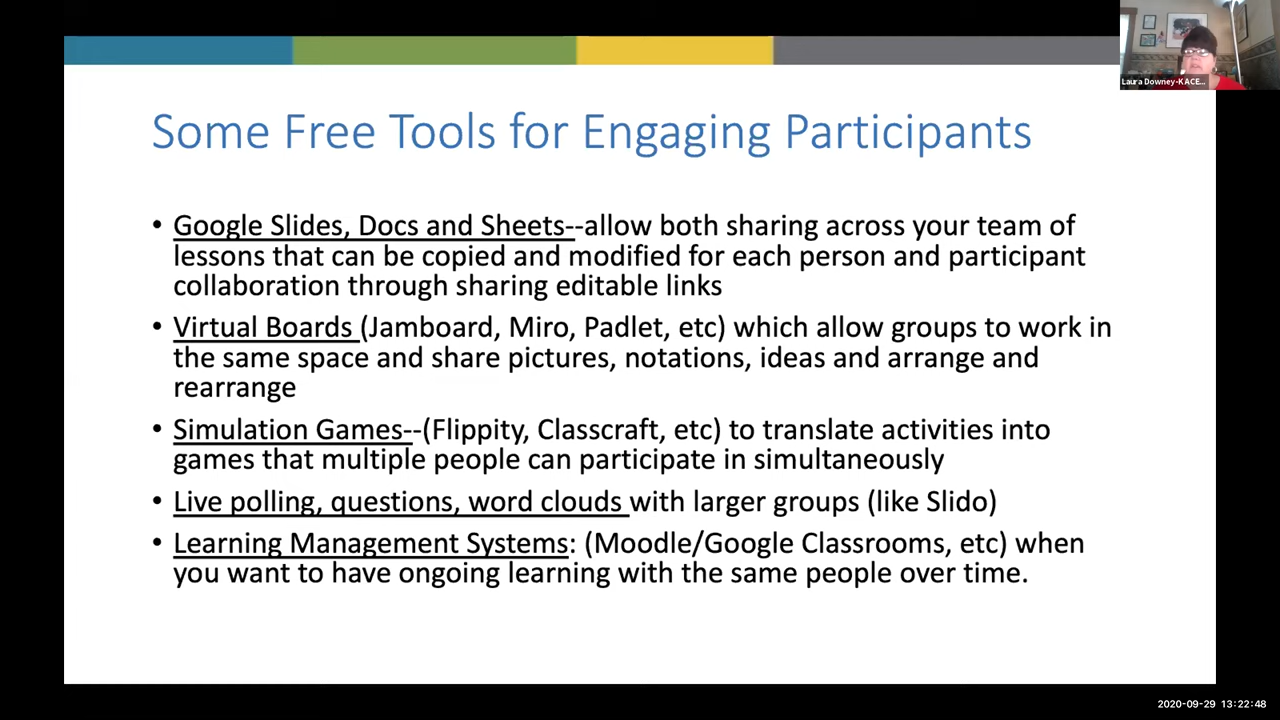 Laura Downey-KACE...
Some Free Tools for Engaging Participants
• Google Slides, Docs and Sheets--allow both sharing across your team of
lessons that can be copied and modified for each person and participant
collaboration through sharing editable links
• Virtual Boards (Jamboard, Miro, Padlet, etc) which allow groups to work in
the same space and share pictures, notations, ideas and arrange and
rearrange
• Simulation Games--(Flippity, Classcraft, etc) to translate activities into
games that multiple people can participate in simultaneously
• Live polling, questions, word clouds with larger groups (like Slido)
• Learning Management Systems: (Moodle/Google Classrooms, etc) when
you want to have ongoing learning with the same people over time.
2020-09-29 13:22:48